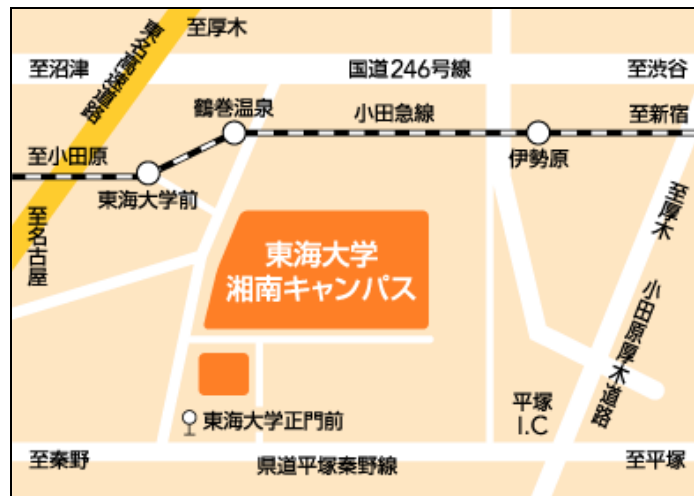 至厚木
東名高速道路
至沼津
国道246号線
至渋谷
鶴巻温泉
小田急線
至新宿
至小田原
伊勢原
東海大学前
至厚木
至名古屋
東海大学
湘南キャンパス
小田原厚木道路
平塚
I.C
東海大学正門前
至秦野
県道平塚秦野線
至平塚